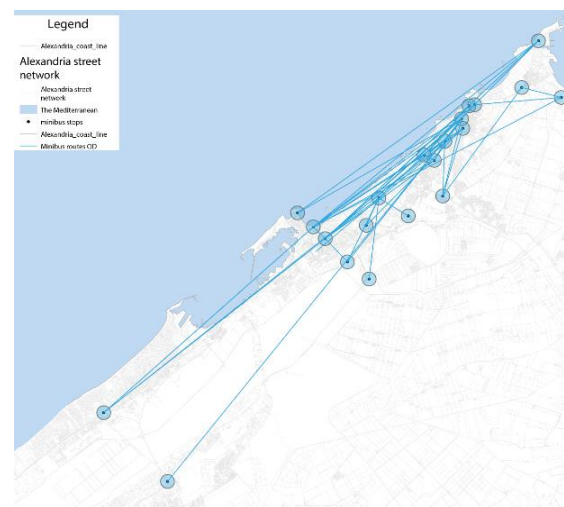 Legend
Alexandria_coast_line
Alexandria street
network
Alexandria street
network
The Mediterranean
minibus stops
Alexandria_coast_line
Minibus routes OD